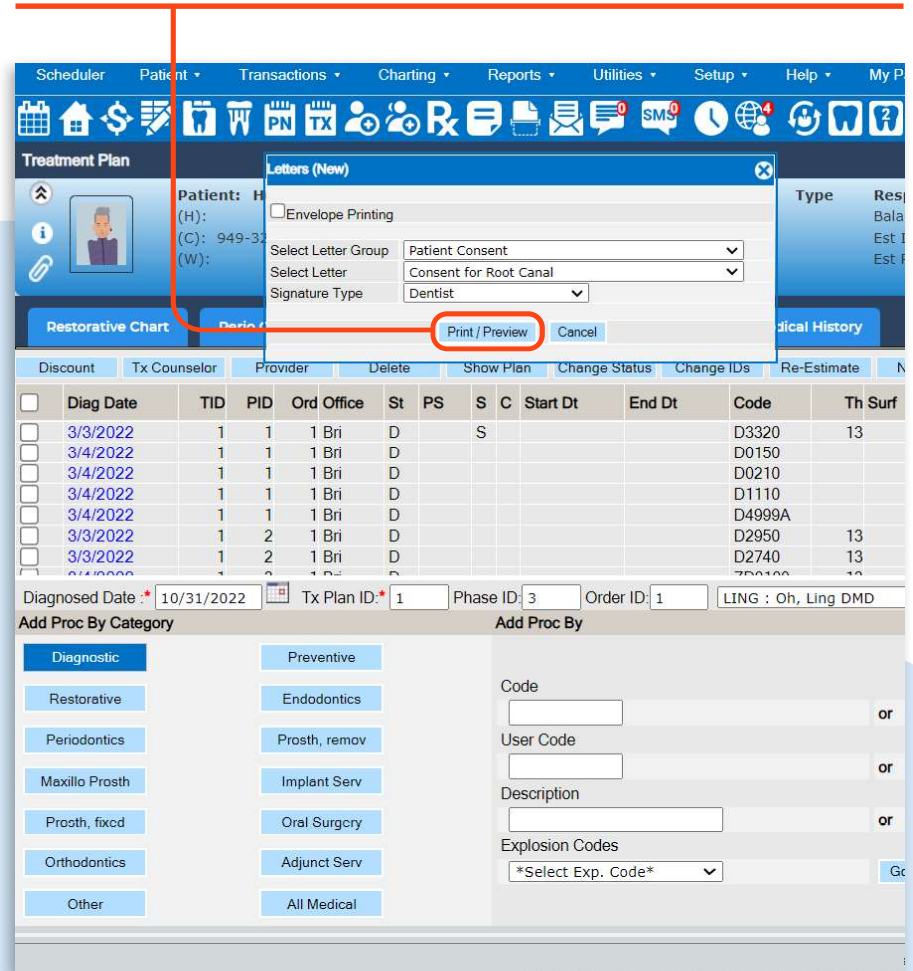 Scheduler Patient Transactions Charting Reports Utilities Setup Help My P
PN TX Rx 0 SMS 0 4 2
Treatment Plan
Letters (New)
Patient: H Type Resp
(H): Bala
(C): 949-32 Est I
(W): Est
Envelope Printing
Select Letter Group Patient Consent
Select Letter Consent for Root Canal
Signature Type Dentist
Print / Preview Cancel
Restorative Chart Perio dical History
Discount Tx Counselor Provider Delete Show Plan Change Status Change IDs Re-Estimate N
Diag Date TID PID Ord Office St PS S C Start Dt End Dt Code Th Surf
3/3/2022 1 1 1 Bri D S D3320 13
3/4/2022 1 1 1 Bri D D0150
3/4/2022 1 1 1 Bri D D0210
3/4/2022 1 1 1 Bri D D1110
3/4/2022 1 1 1 Bri D D4999A
3/3/2022 1 2 1 Bri D D2950 13
3/3/2022 1 2 1 Bri D D2740 13
Diagnosed Date :* 10/31/2022 Tx Plan ID:* 1 Phase ID: 3 Order ID: 1 LING : Oh, Ling DMD
Add Proc By Category Add Proc By
Diagnostic Preventive
Code
Restorative Endodontics
or
Periodontics Prosth, remov User Code
or
Maxillo Prosth Implant Serv
Description
Prosth, fixed Oral Surgery or
Explosion Codes
Orthodontics Adjunct Serv *Select Exp. Code* Go
Other All Medical